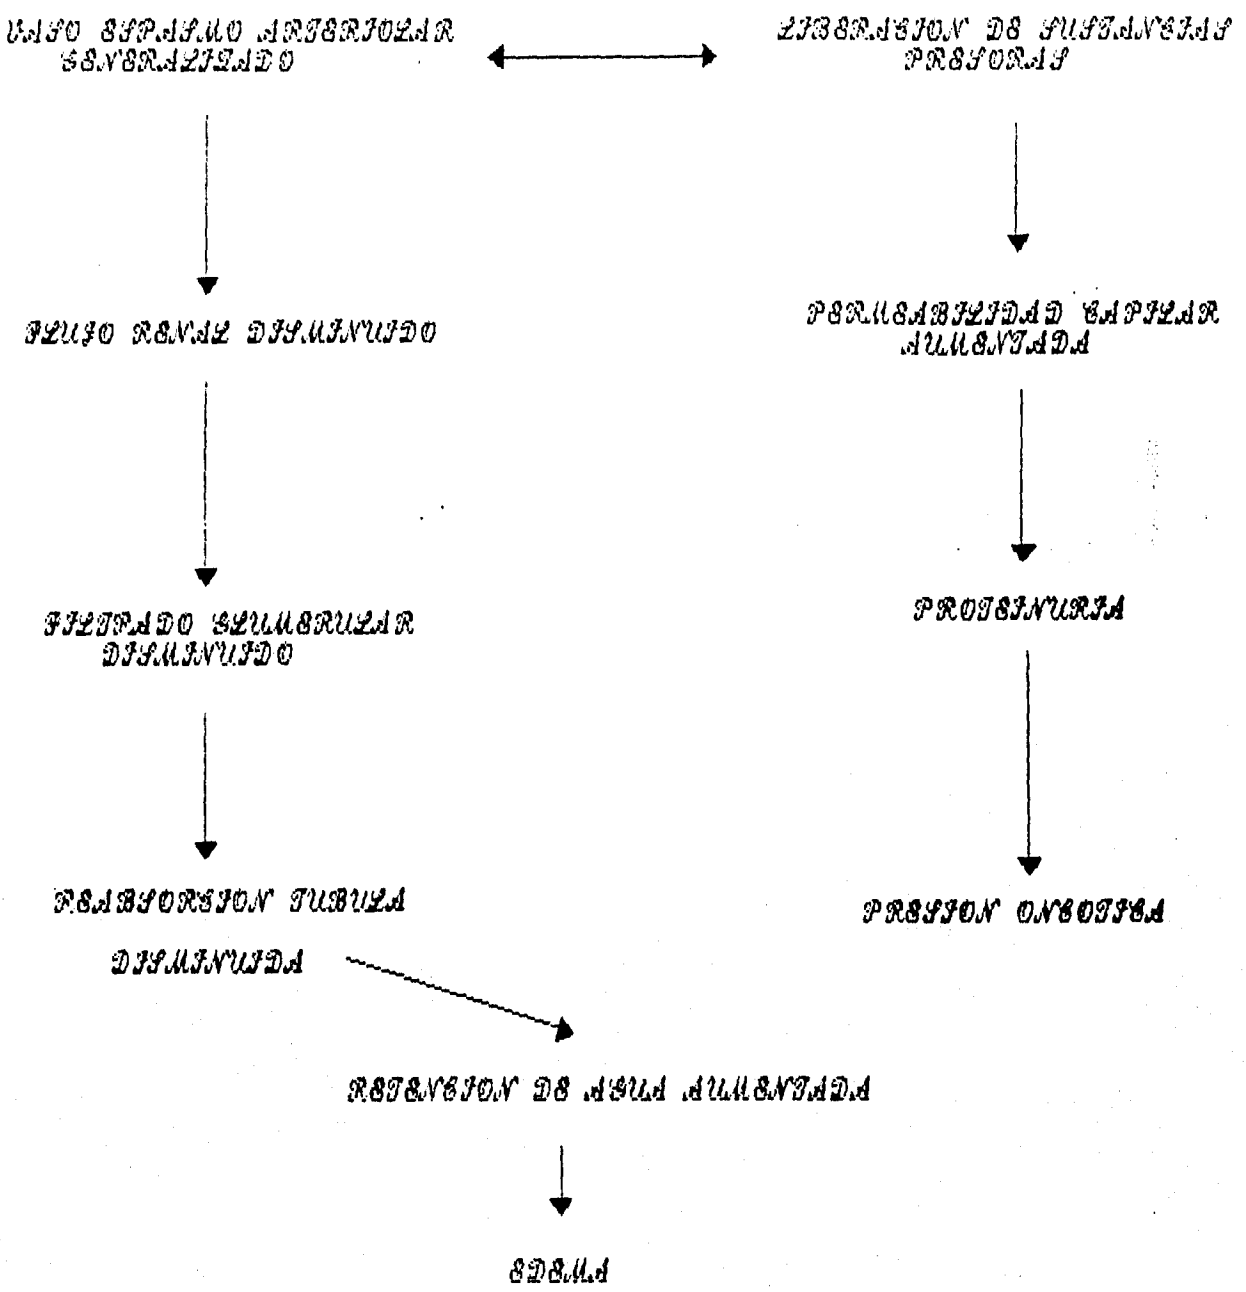 VASO ESPASMO ARTERIOLAR
GENERALIZADO
LIBERACION DE SUSTANCIAS
PRESORAS
FLUJO RENAL DISMINUIDO
PERMEABILIDAD CAPILAR
AUMENTADA
FILTRADO GLUMERULAR
DISMINUIDO
PROTEINURIA
REABSORCION TUBULA
DISMINUIDA
PRESION ONCOTICA
RETENCION DE AGUA AUMENTADA
EDEMA